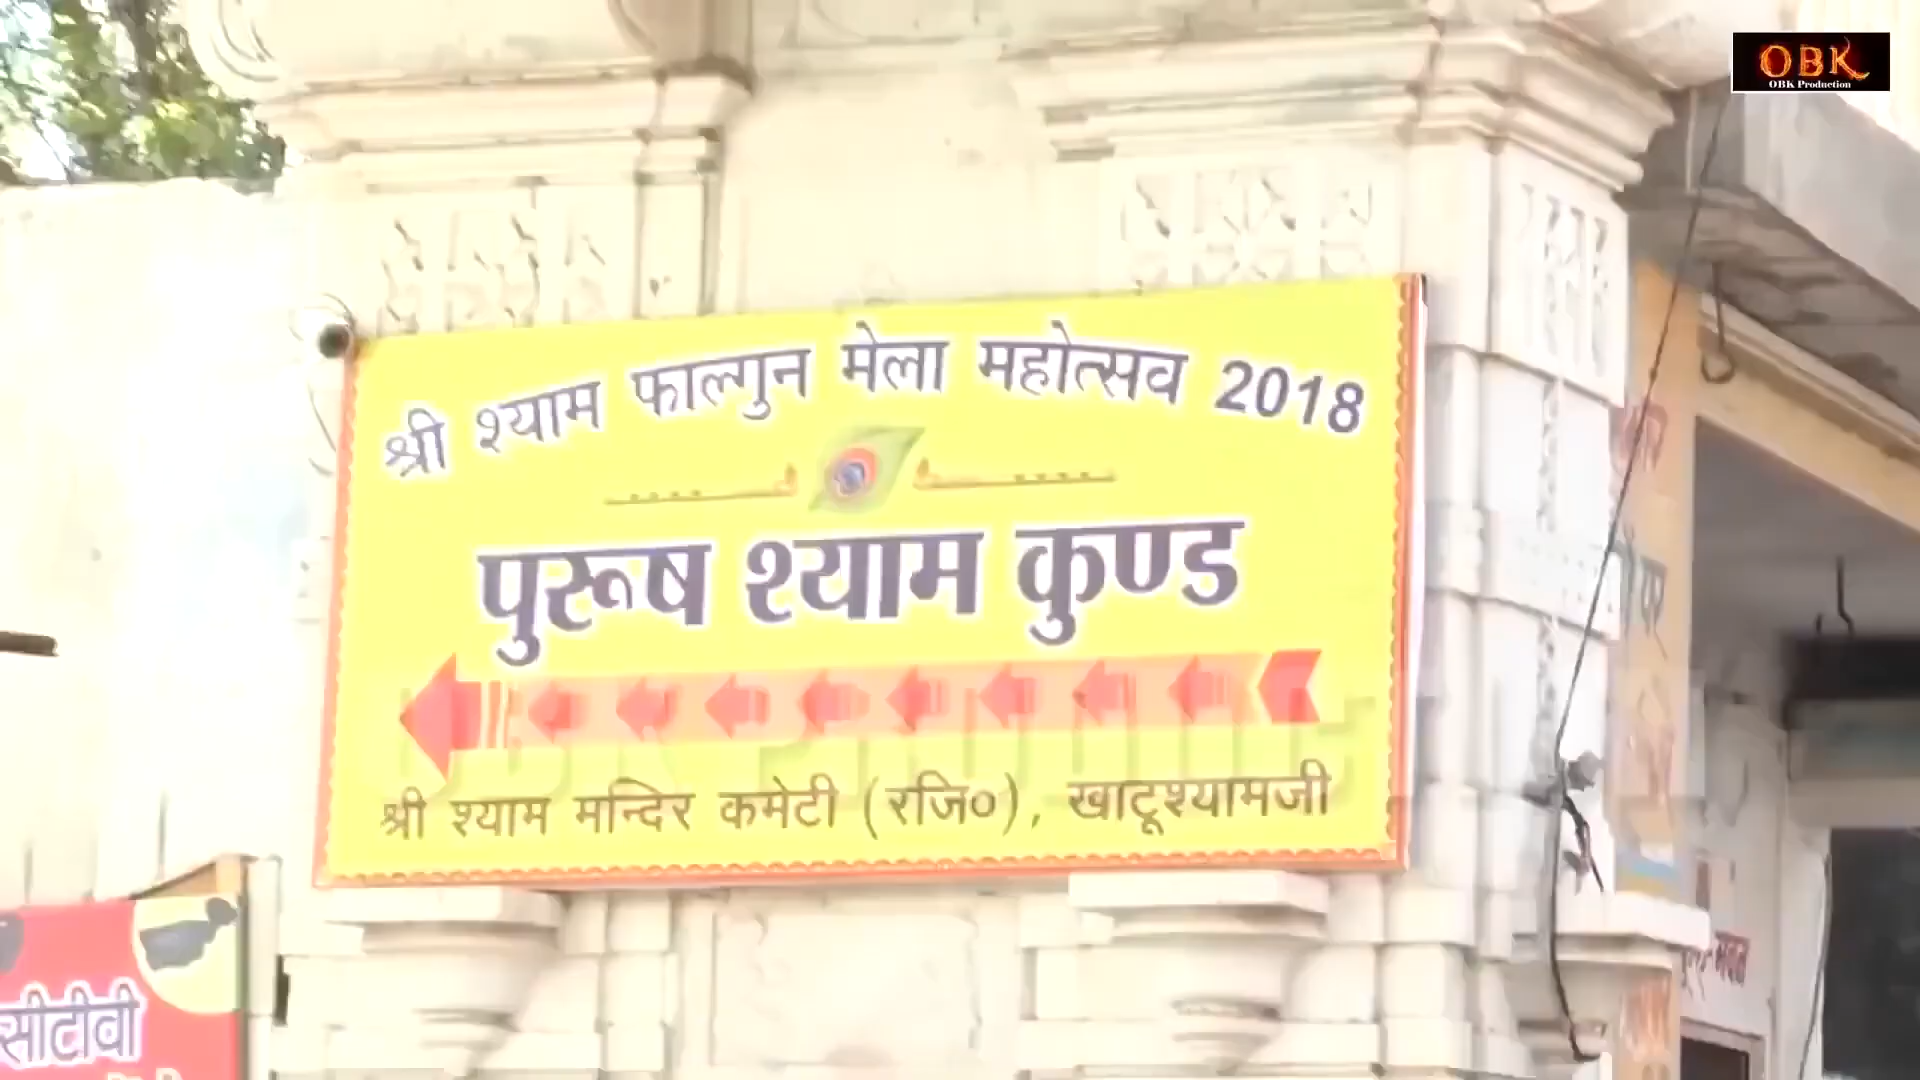 OBK
OBK Production
श्री श्याम फाल्गुन मेला महोत्सव 2018
पुरूष श्याम कुण्ड
श्री श्याम मन्दिर कमेटी (रजि०), खाटूश्यामजी
सीटीवी